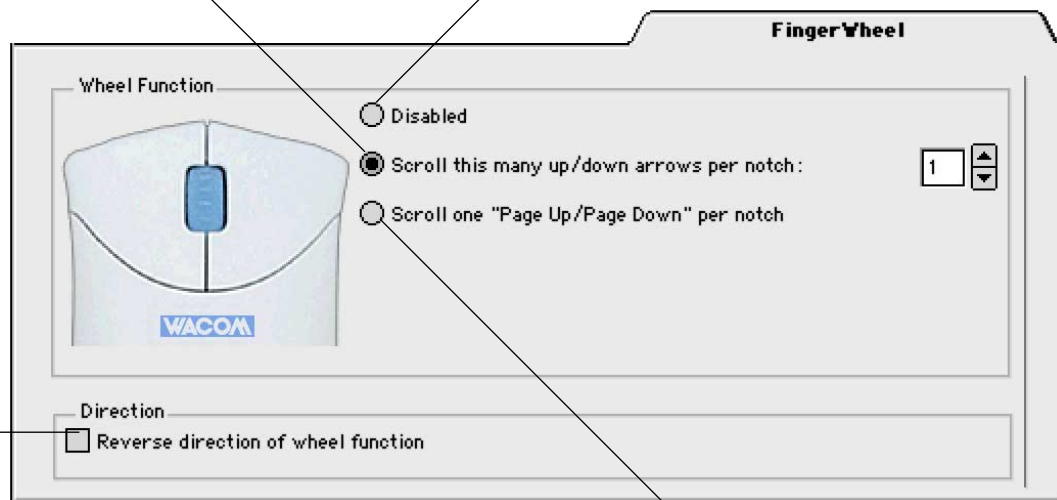 FingerWheel
Wheel Function
Disabled
Scroll this many up/down arrows per notch:
1
Scroll one "Page Up/Page Down" per notch
WACOM
Direction
Reverse direction of wheel function